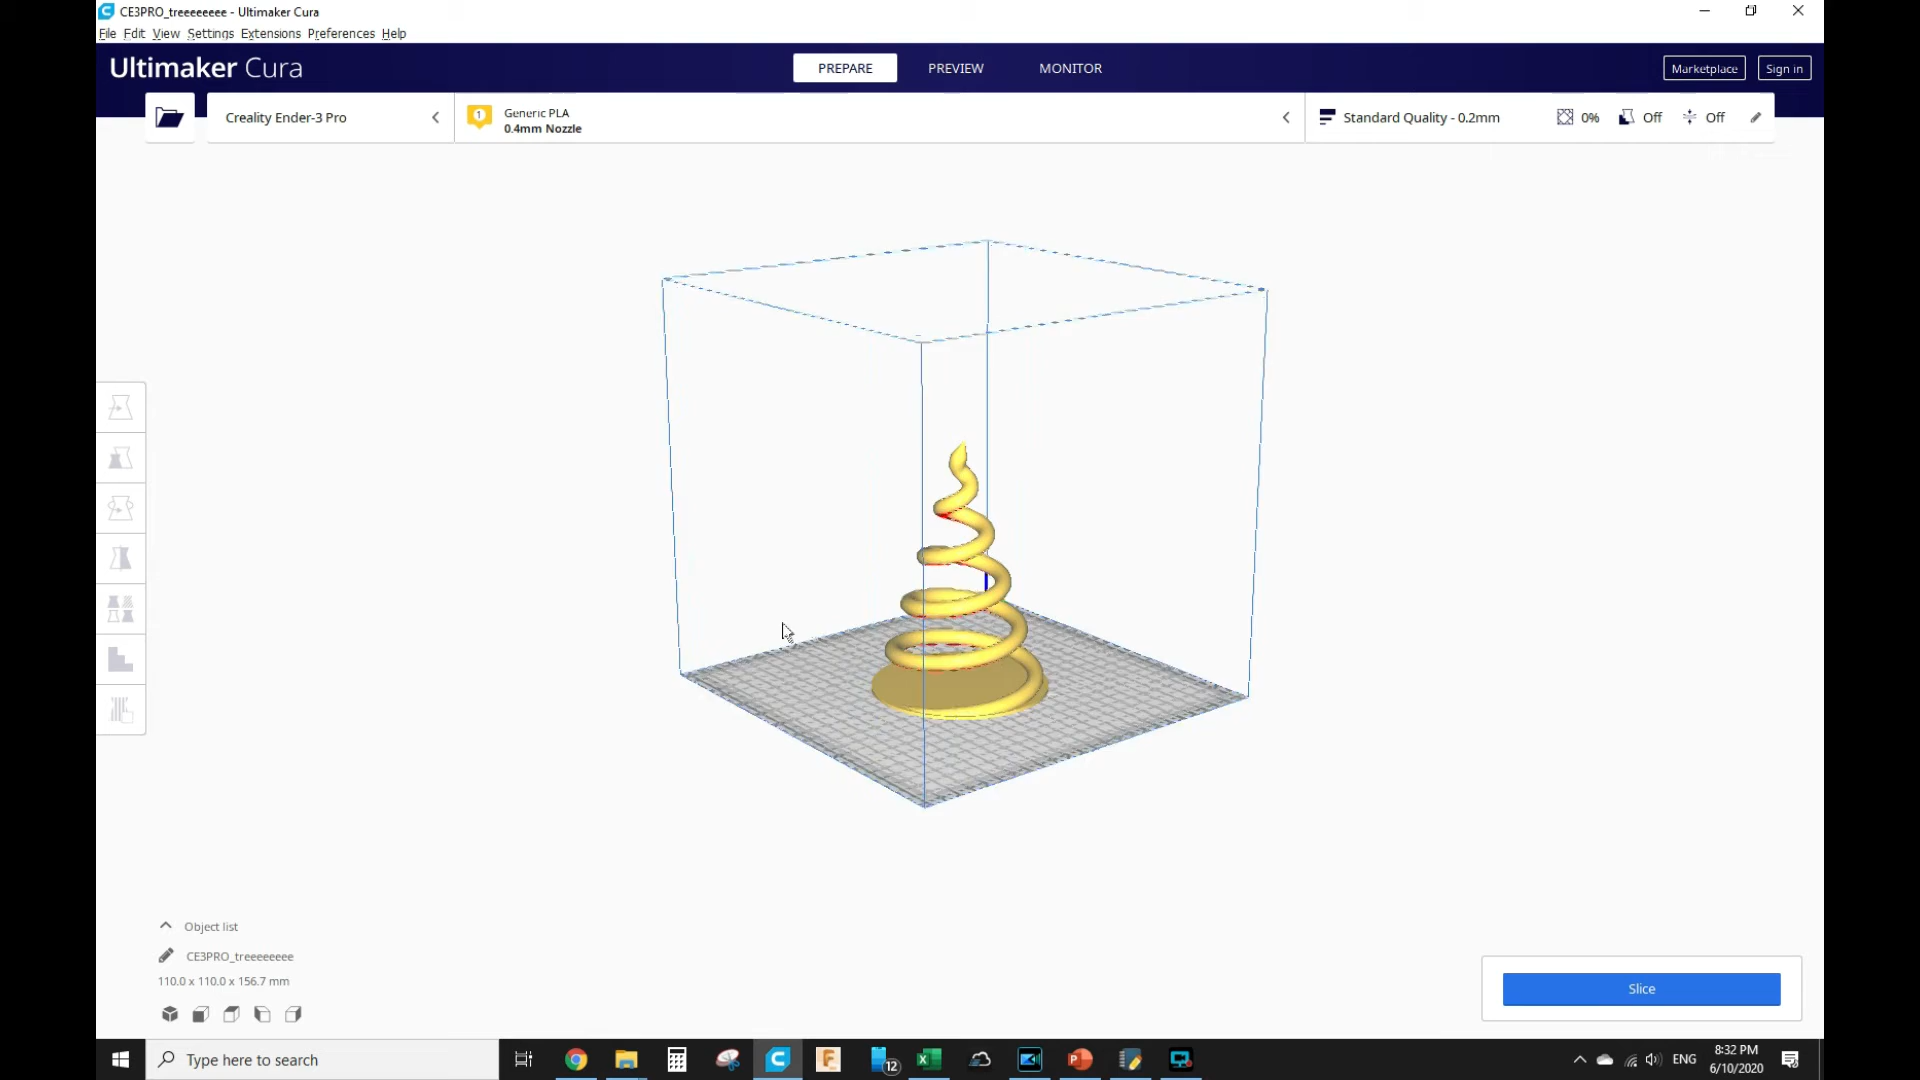 CE3PRO_treeeeeeee - Ultimaker Cura
File Edit View Settings Extensions Preferences Help
Ultimaker Cura
PREPARE
PREVIEW
MONITOR
Marketplace
Sign in
Creality Ender-3 Pro
1
Generic PLA
0.4mm Nozzle
Standard Quality - 0.2mm
0%
Off
Off
Object list
CE3PRO_treeeeeeee
110.0 x 110.0 x 156.7 mm
Slice
Type here to search
12
ENG
8:32 PM
6/10/2020